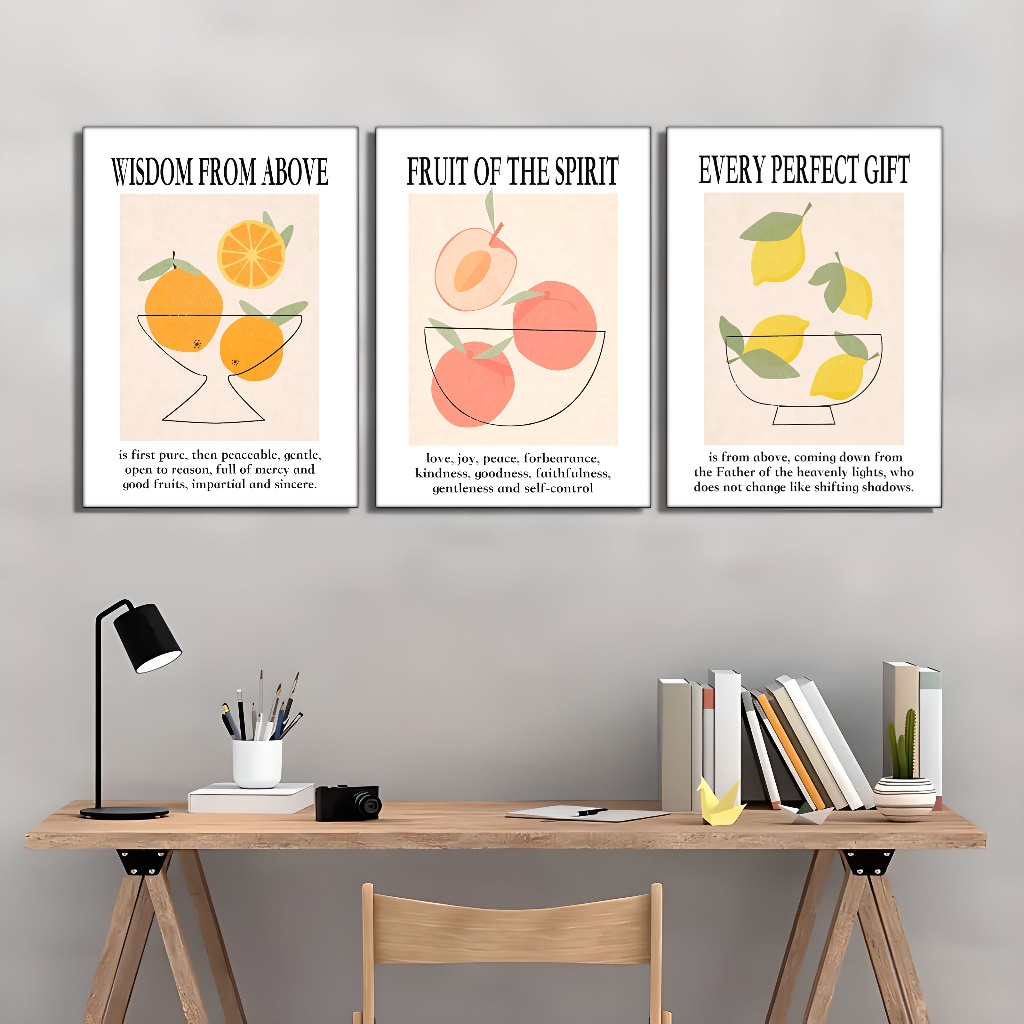 WISDOM FROM ABOVE
is first pure, then peaceable, gentle,
open to reason, full of mercy and
good fruits, impartial and sincere.
FRUIT OF THE SPIRIT
love, joy, peace, forbearance,
kindness, goodness, faithfulness,
gentleness and self-control
EVERY PERFECT GIFT
is from above, coming down from
the Father of the heavenly lights, who
does not change like shifting shadows.